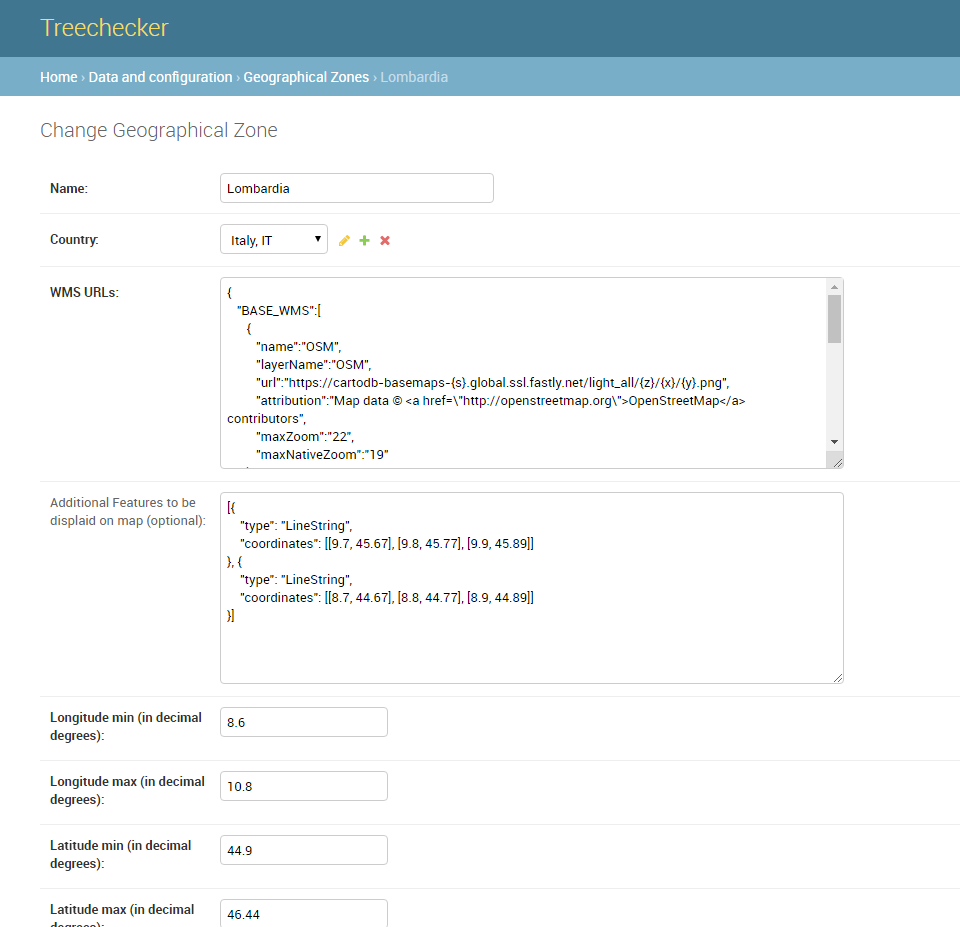 Treechecker
Home › Data and configuration › Geographical Zones › Lombardia
Change Geographical Zone
Name:
Lombardia
Country:
Italy, IT
WMS URLs:
{
"BASE_WMS":[
{
"name":"OSM",
"layerName":"OSM",
"url":"https://cartodb-basemaps-{s}.global.ssl.fastly.net/light_all/{z}/{x}/{y}.png",
"attribution":"Map data © <a href=\"http://openstreetmap.org\">OpenStreetMap</a>
contributors",
"maxZoom":"22",
"maxNativeZoom":"19"
Additional Features to be
displaid on map (optional):
[{
"type": "LineString",
"coordinates": [[9.7, 45.67], [9.8, 45.77], [9.9, 45.89]]
}, {
"type": "LineString",
"coordinates": [[8.7, 44.67], [8.8, 44.77], [8.9, 44.89]]
}]
Longitude min (in decimal
degrees):
8.6
Longitude max (in decimal
degrees):
10.8
Latitude min (in decimal
degrees):
44.9
Latitude max (in decimal
degrees):
46.44